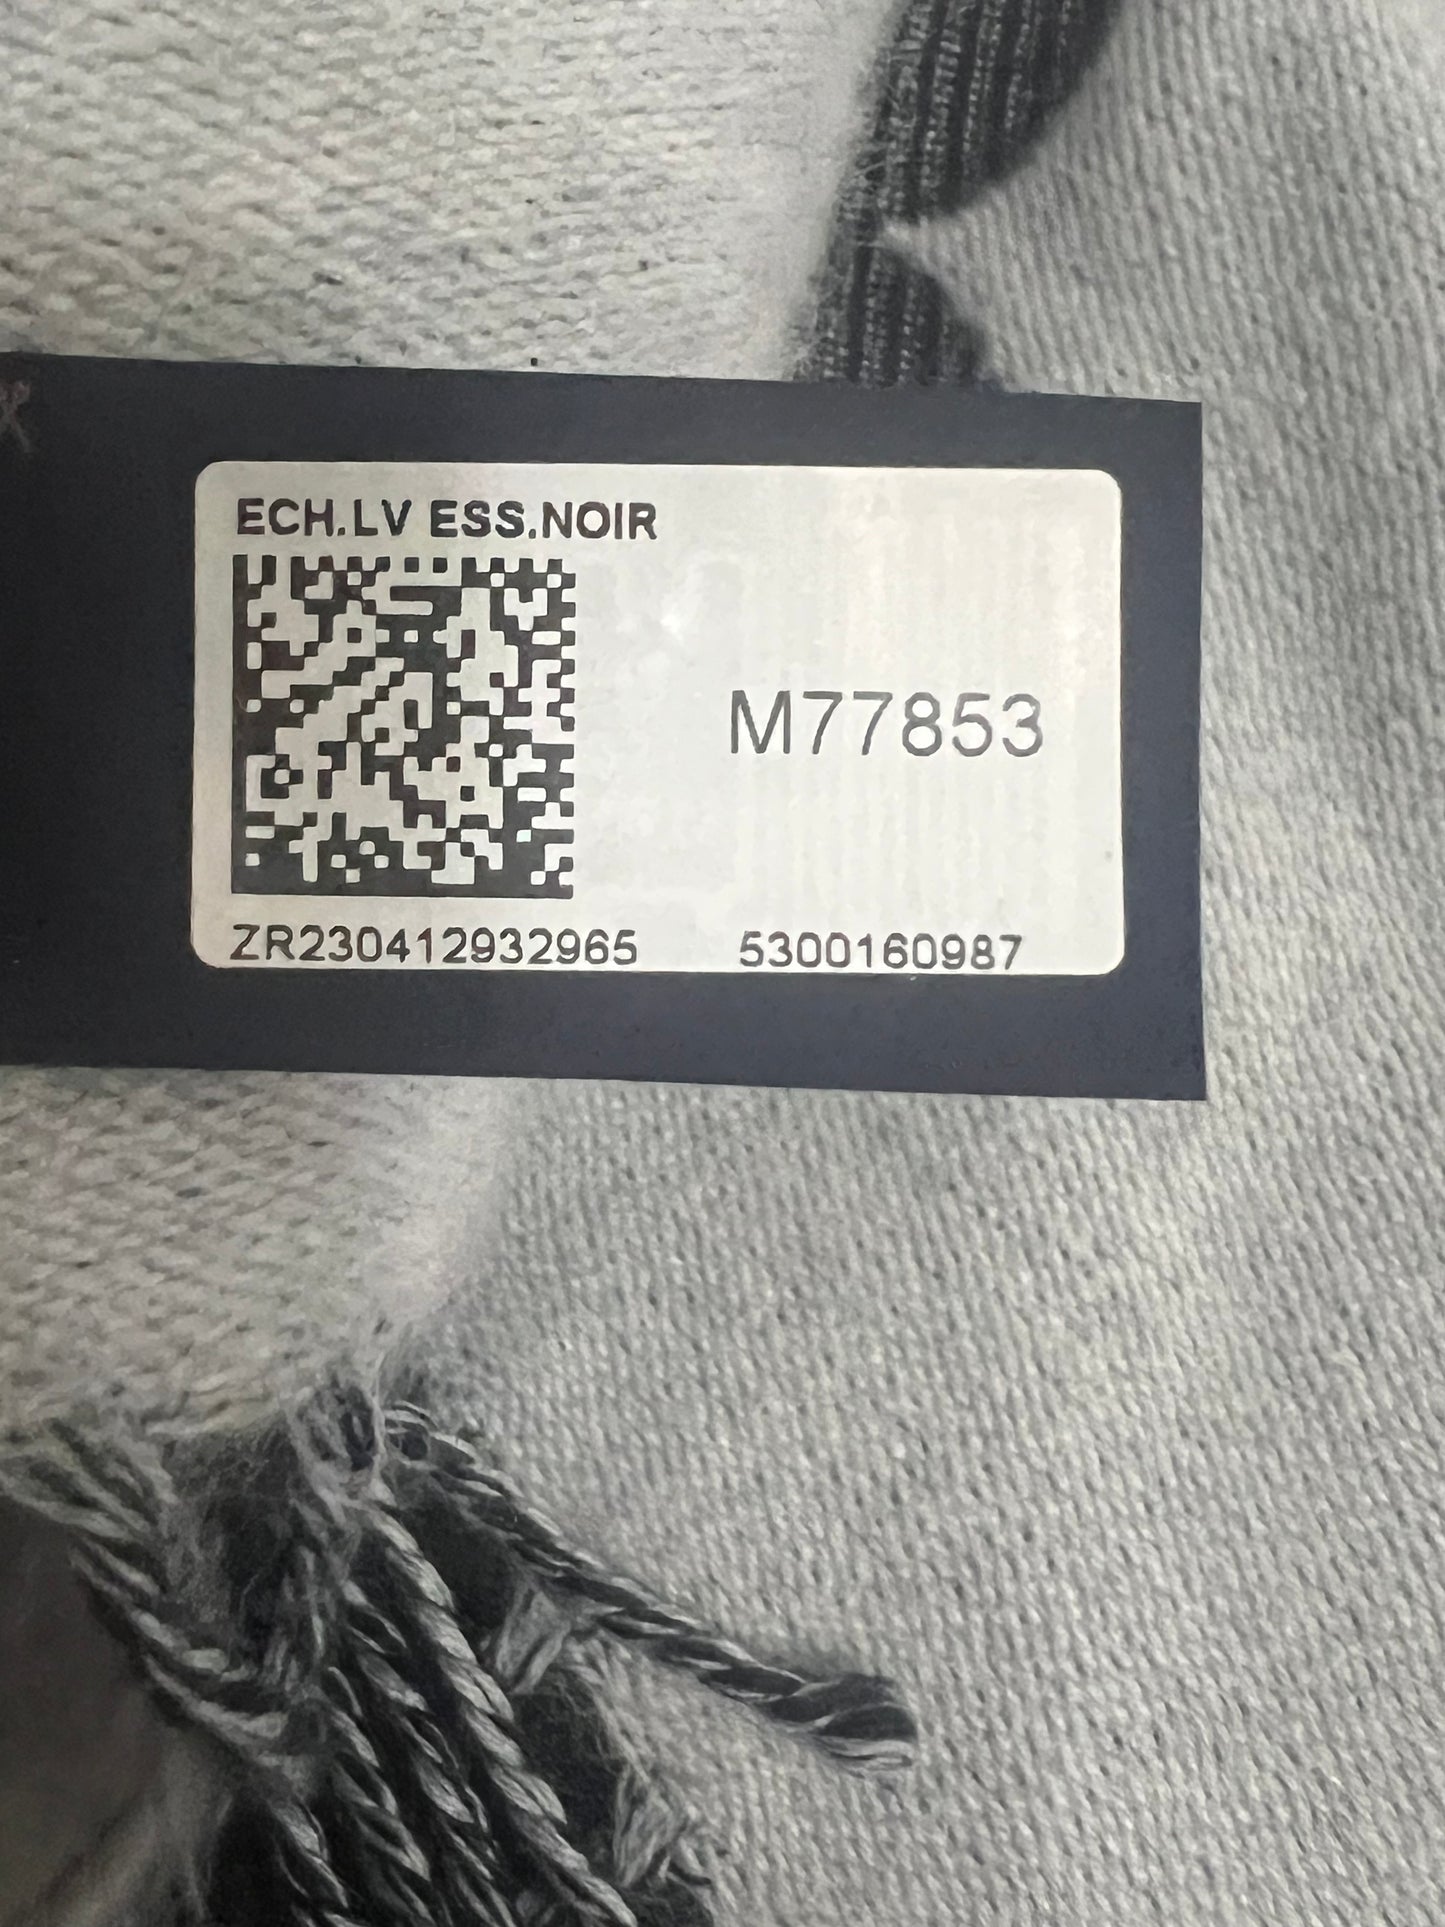 ECH.LV ESS.NOIR
M77853
ZR230412932965 5300160987